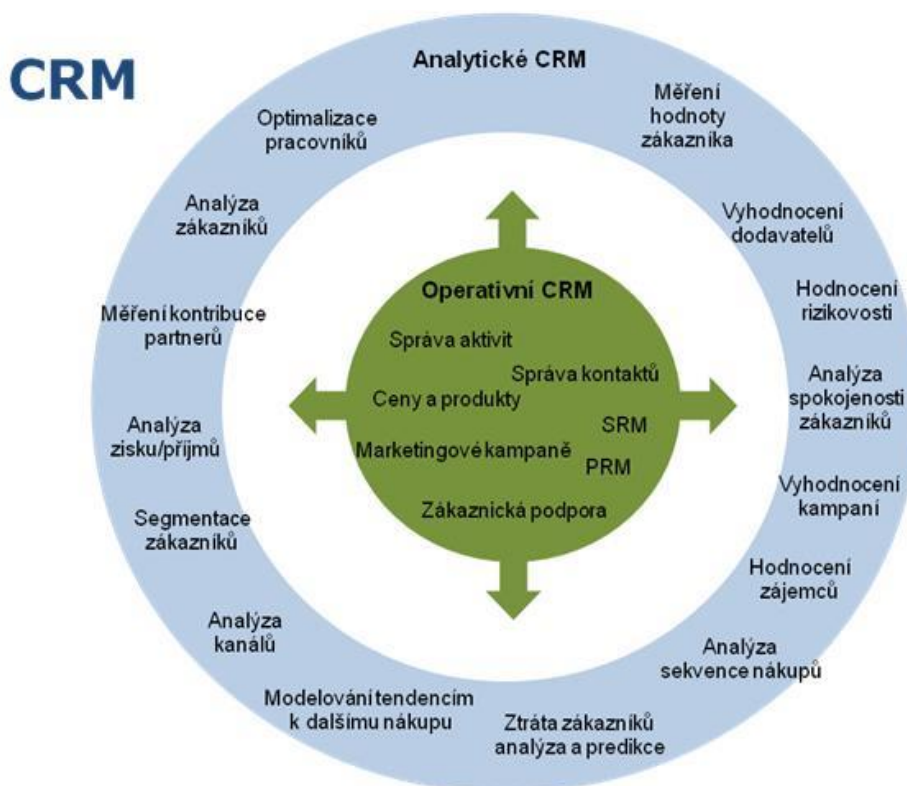 CRM
Analytické CRM
Optimalizace
pracovníků
Měření
hodnoty
zákazníka
Analýza
zákazníků
Vyhodnocení
dodavatelů
Měření kontribuce
partnerů
Hodnocení
rizikovosti
Analýza
zisku/příjmů
Analýza
spokojenosti
zákazníků
Segmentace
zákazníků
Vyhodnocení
kampaní
Analýza
kanálů
Hodnocení
zájemců
Modelování tendencím
k dalšímu nákupu
Analýza
sekvence nákupů
Ztráta zákazníků
analýza a predikce
Operativní CRM
Správa aktivit
Správa kontaktů
Ceny a produkty
SRM
Marketingové kampaně
PRM
Zákaznická podpora